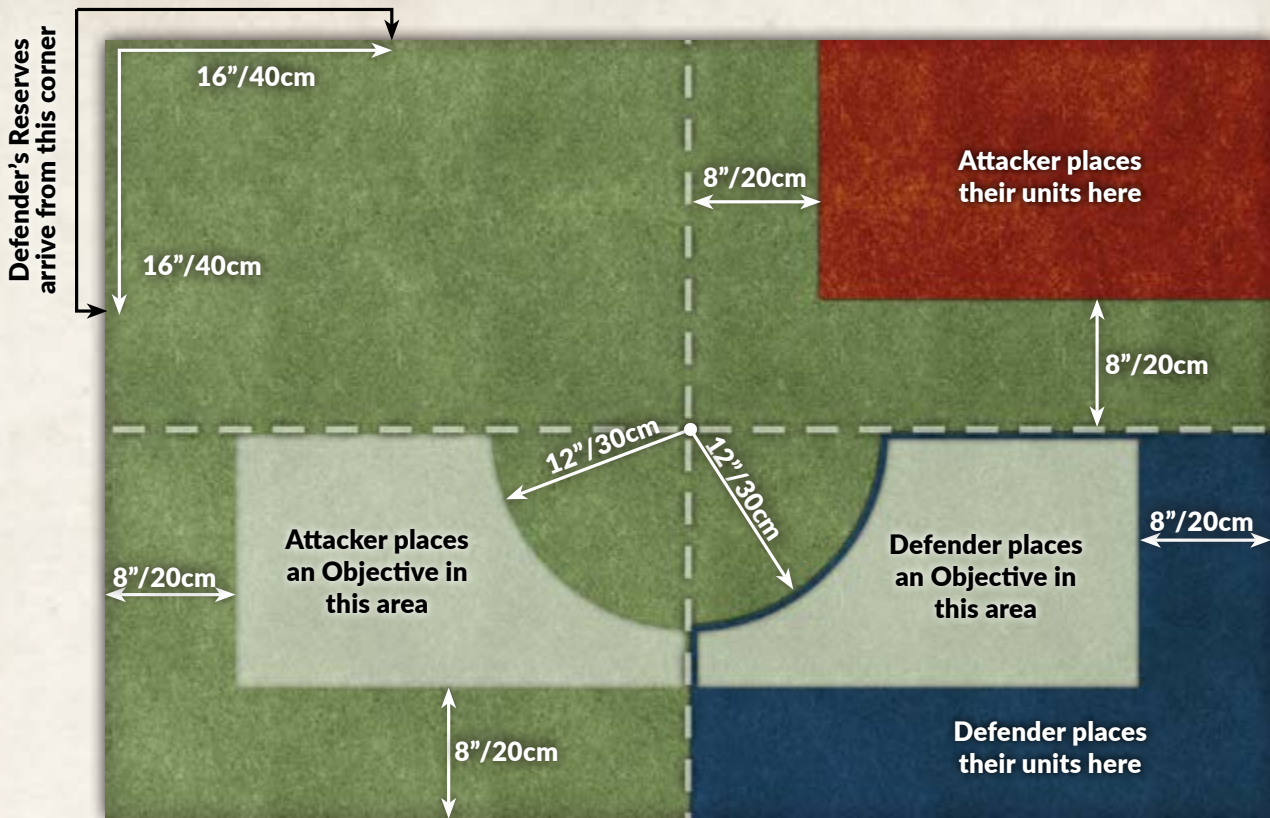 Defender’s Reserves
arrive from this corner
16”/40cm
16”/40cm
8”/20cm
Attacker places
their units here
8”/20cm
12”/30cm
12”/30cm
Attacker places
an Objective in
this area
8”/20cm
8”/20cm
Defender places
an Objective in
this area
8”/20cm
Defender places
their units here